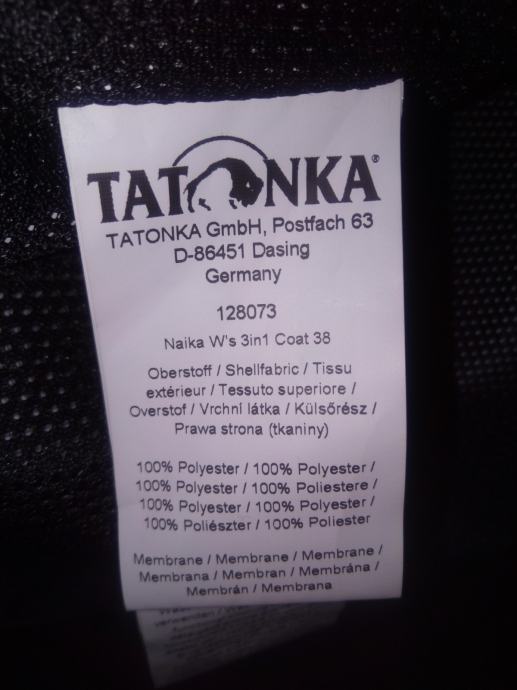 TATONKA®
TATONKA GmbH, Postfach 63
D-86451 Dasing
Germany
128073
Naika W's 3in1 Coat 38
Oberstoff / Shellfabric / Tissu
extérieur / Tessuto superiore /
Overstof / Vrchní látka / Külsőrész /
Prawa strona (tkaniny)
100% Polyester / 100% Polyester /
100% Polyester / 100% Poliestere /
100% Polyester / 100% Polyester /
100% Poliészter / 100% Poliester
Membrane / Membrane / Membrane /
Membrana / Membran / Membrána /
Membrán / Membrana